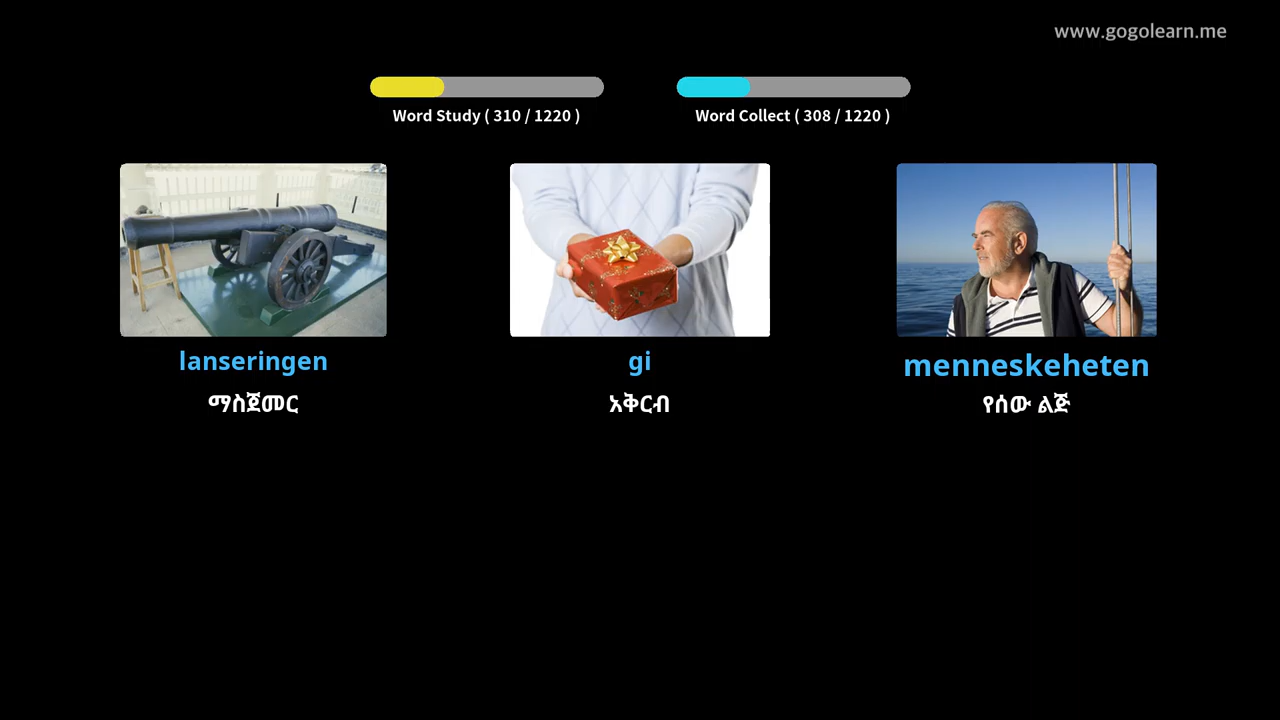 www.gogolearn.me
Word Study ( 310 / 1220 )
Word Collect ( 308 / 1220 )
lanseringen
gi
menneskeheten
ማስጀመር
አቅርብ
የሰው ልጅ